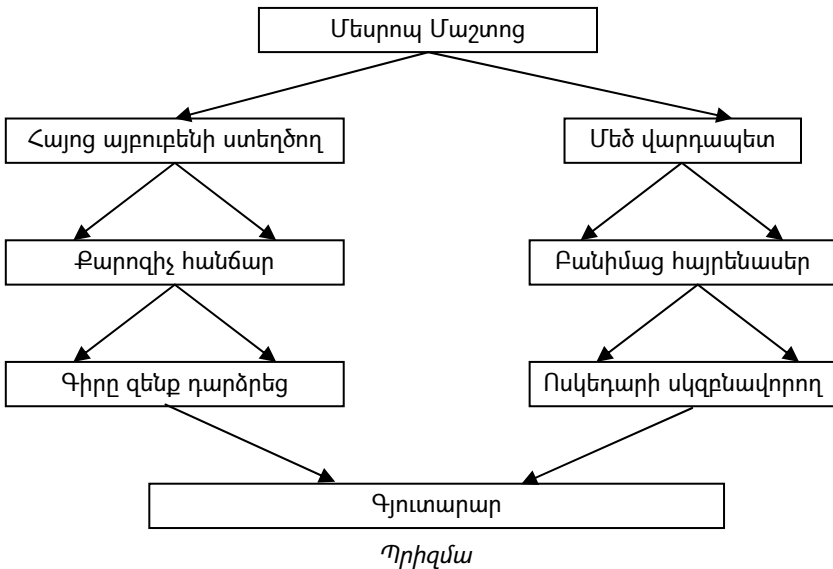 Մեսրոպ Մաշտոց
Հայոց այբուբենի ստեղծող
Մեծ վարդապետ
Քարոզիչ հանճար
Բանիմաց հայրենասեր
Գիրը զենք դարձրեց
Ոսկեդարի սկզբնավորող
Գյուտարար
Պրիզմա